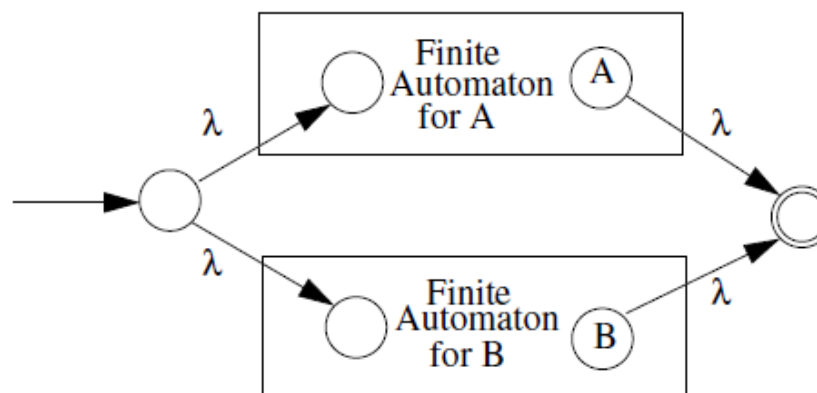 Finite
Automaton
for A
A
λ
λ
λ
λ
Finite
Automaton
for B
B